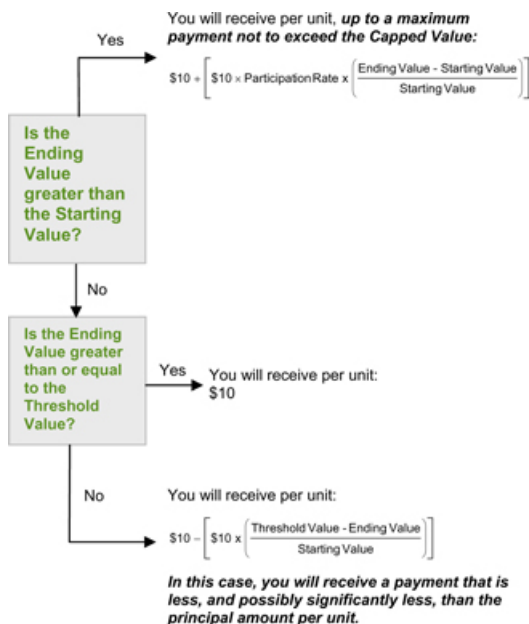 You will receive per unit, up to a maximum
payment not to exceed the Capped Value:
Yes
$10 + [ $10 × Participation Rate x ( Ending Value - Starting Value
Starting Value ) ]
Is the
Ending
Value
greater than
the Starting
Value?
No
Is the Ending
Value greater
than or equal
to the
Threshold
Value?
Yes
You will receive per unit:
$10
No
You will receive per unit:
$10 – [ $10 x ( Threshold Value - Ending Value
Starting Value ) ]
In this case, you will receive a payment that is
less, and possibly significantly less, than the
principal amount per unit.